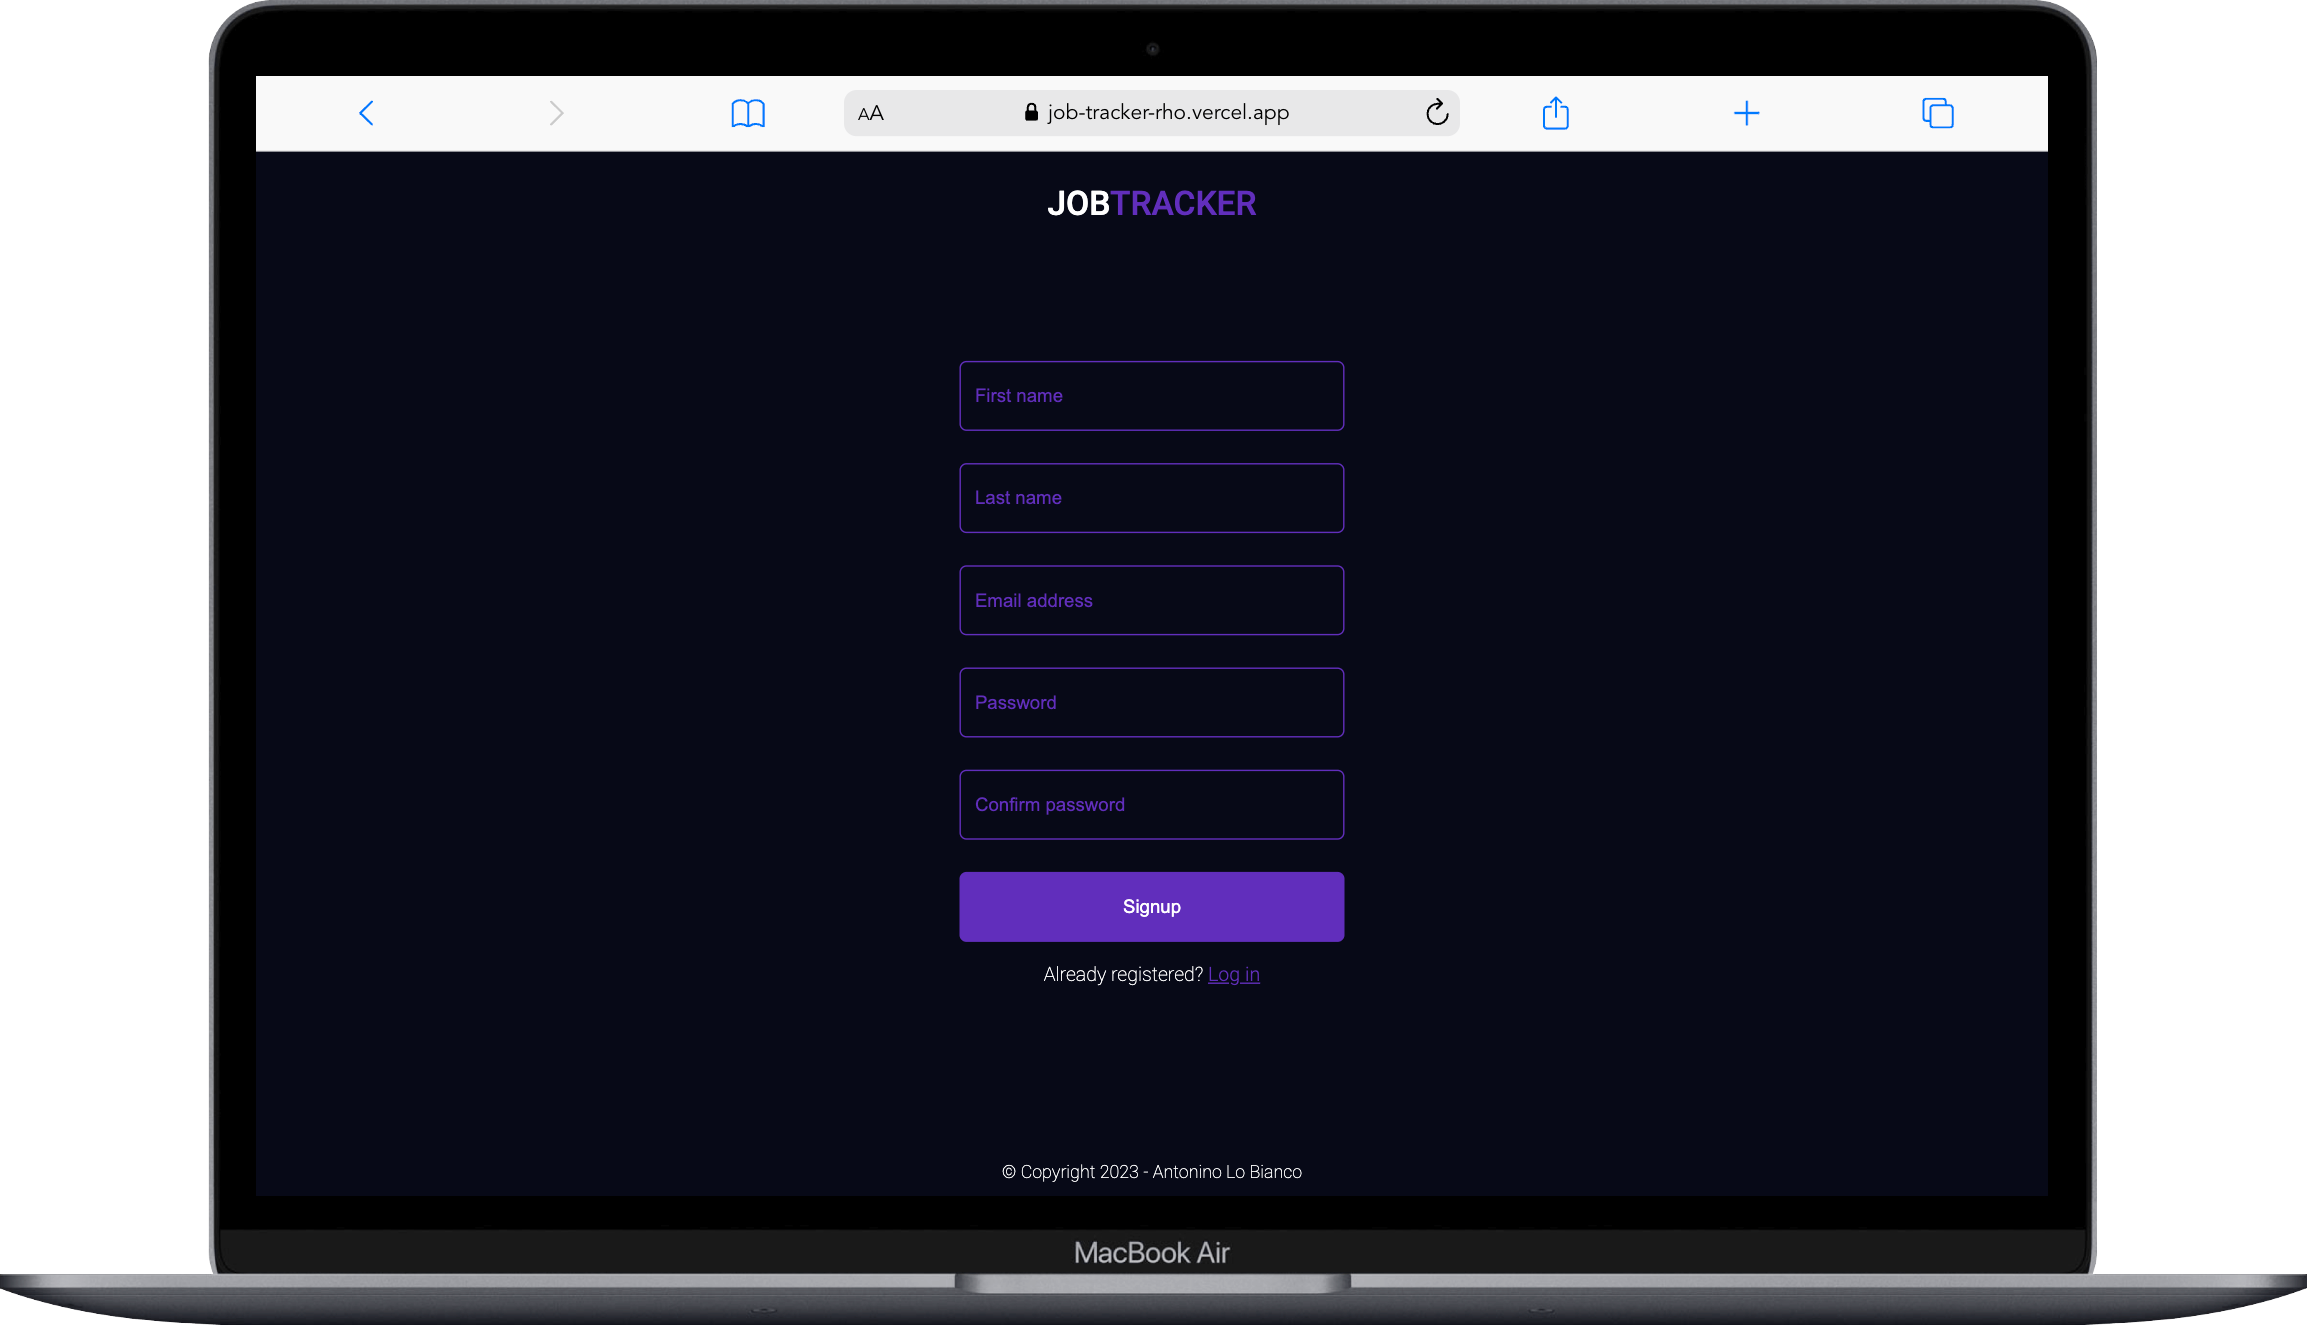 AA job-tracker-rho.vercel.app
JOBTRACKER
First name
Last name
Email address
Password
Confirm password
Signup
Already registered? Log in
© Copyright 2023 - Antonino Lo Bianco
MacBook Air